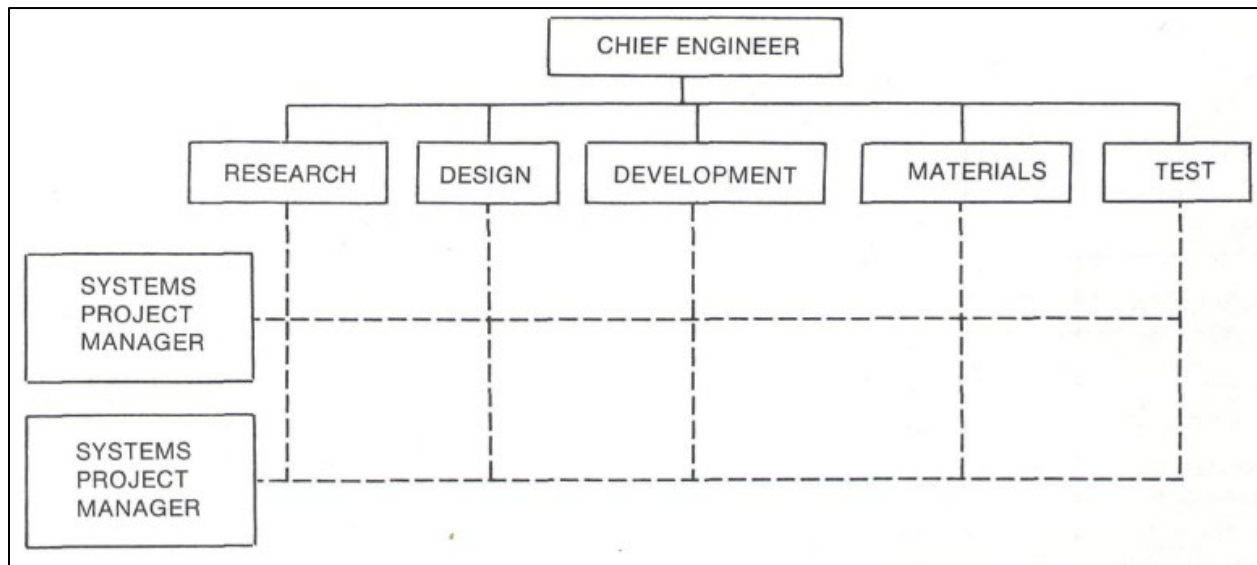 CHIEF ENGINEER
RESEARCH
DESIGN
DEVELOPMENT
MATERIALS
TEST
SYSTEMS
PROJECT
MANAGER
SYSTEMS
PROJECT
MANAGER